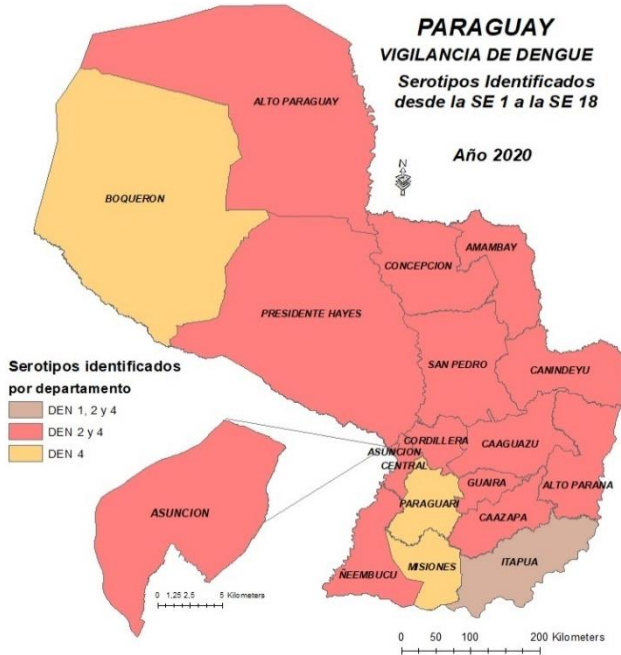 PARAGUAY
VIGILANCIA DE DENGUE
Serotipos Identificados
desde la SE 1 a la SE 18
Año 2020
N
ALTO PARAGUAY
BOQUERON
AMAMBAY
CONCEPCION
PRESIDENTE HAYES
SAN PEDRO
CANINDEYU
Serotipos identificados
por departamento
DEN 1, 2 y 4
DEN 2 y 4
DEN 4
CORDILLERA
ASUNCION
CENTRAL
CAAGUAZU
GUAIRA
ALTO PARANA
PARAGUARI
CAAZAPA
ASUNCION
ITAPUA
MISIONES
ÑEEMBUCU
0 1,25 2,5 5 Kilometers
0 50 100 200 Kilometers